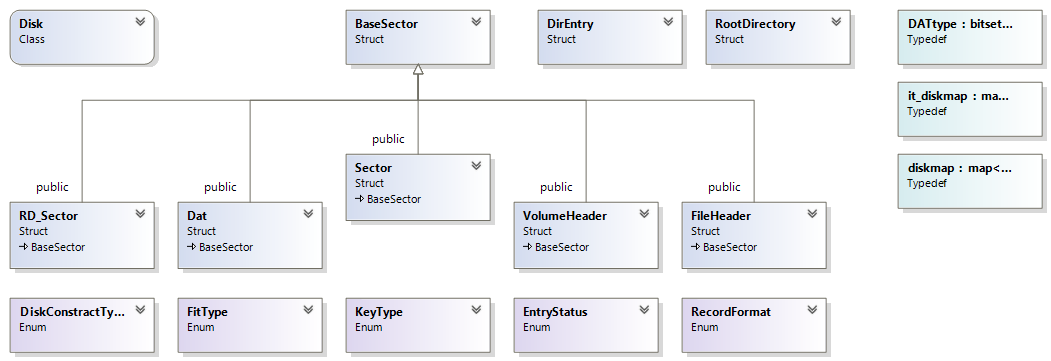 Disk
Class
BaseSector
Struct
DirEntry
Struct
RootDirectory
Struct
DATtype : bitset...
Typedef
it_diskmap : ma...
Typedef
diskmap : map<...
Typedef
public
Sector
Struct
BaseSector
public
RD_Sector
Struct
BaseSector
public
Dat
Struct
BaseSector
public
VolumeHeader
Struct
BaseSector
public
FileHeader
Struct
BaseSector
DiskConstractTy...
Enum
FitType
Enum
KeyType
Enum
EntryStatus
Enum
RecordFormat
Enum